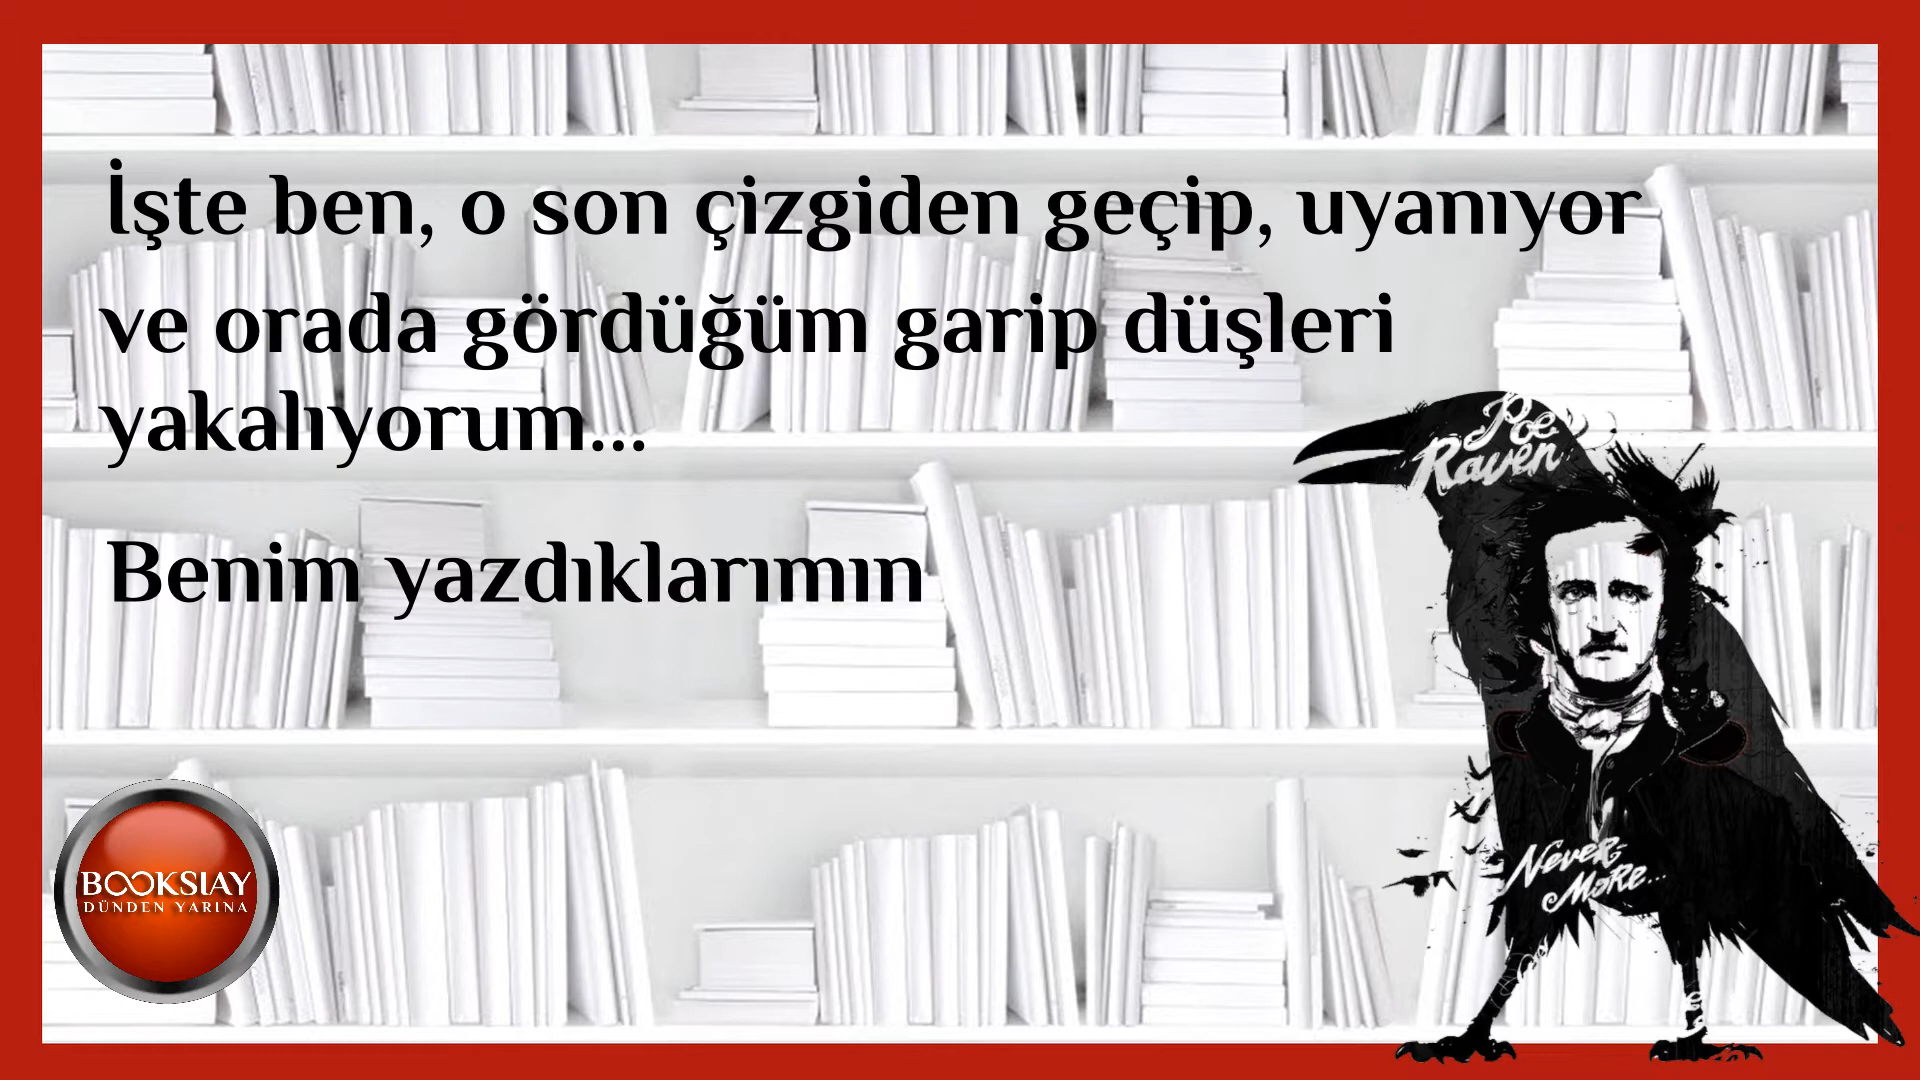 İşte ben, o son çizgiden geçip, uyanıyor
ve orada gördüğüm garip düşleri
yakalıyorum...
Benim yazdıklarımın
Poe
Raven
Never
More...
BOOKSIAY
DÜNDEN YARINA